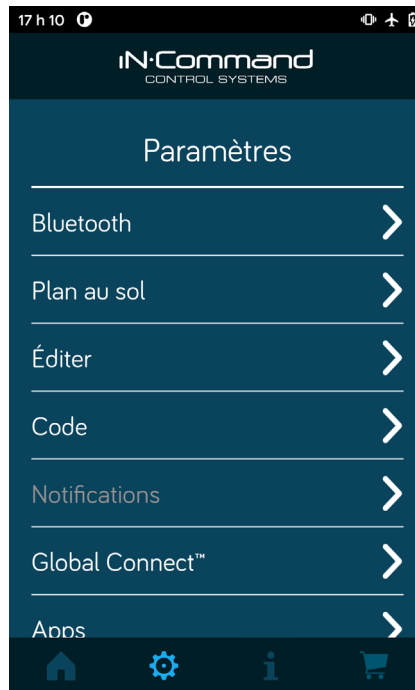 17 h 10
iN·Command
CONTROL SYSTEMS
Paramètres
Bluetooth
Plan au sol
Éditer
Code
Notifications
Global Connect™
Apps